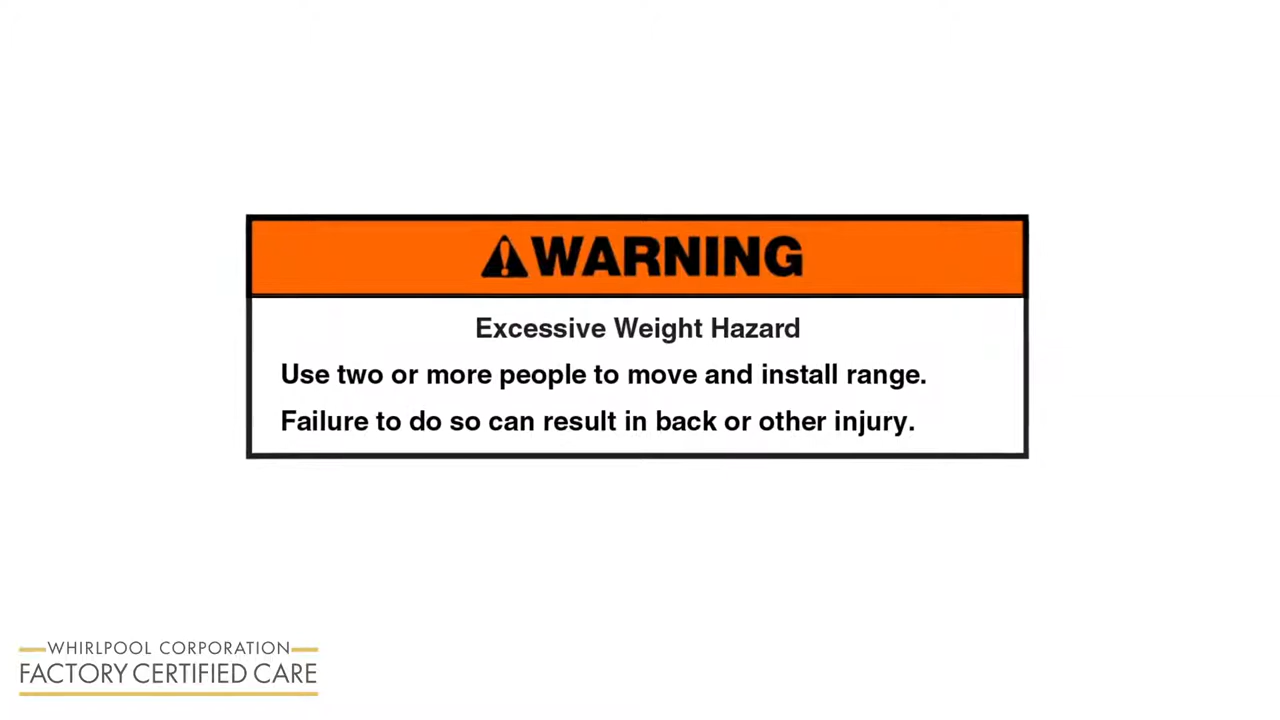 WARNING
Excessive Weight Hazard
Use two or more people to move and install range.
Failure to do so can result in back or other injury.
WHIRLPOOL CORPORATION
FACTORY CERTIFIED CARE